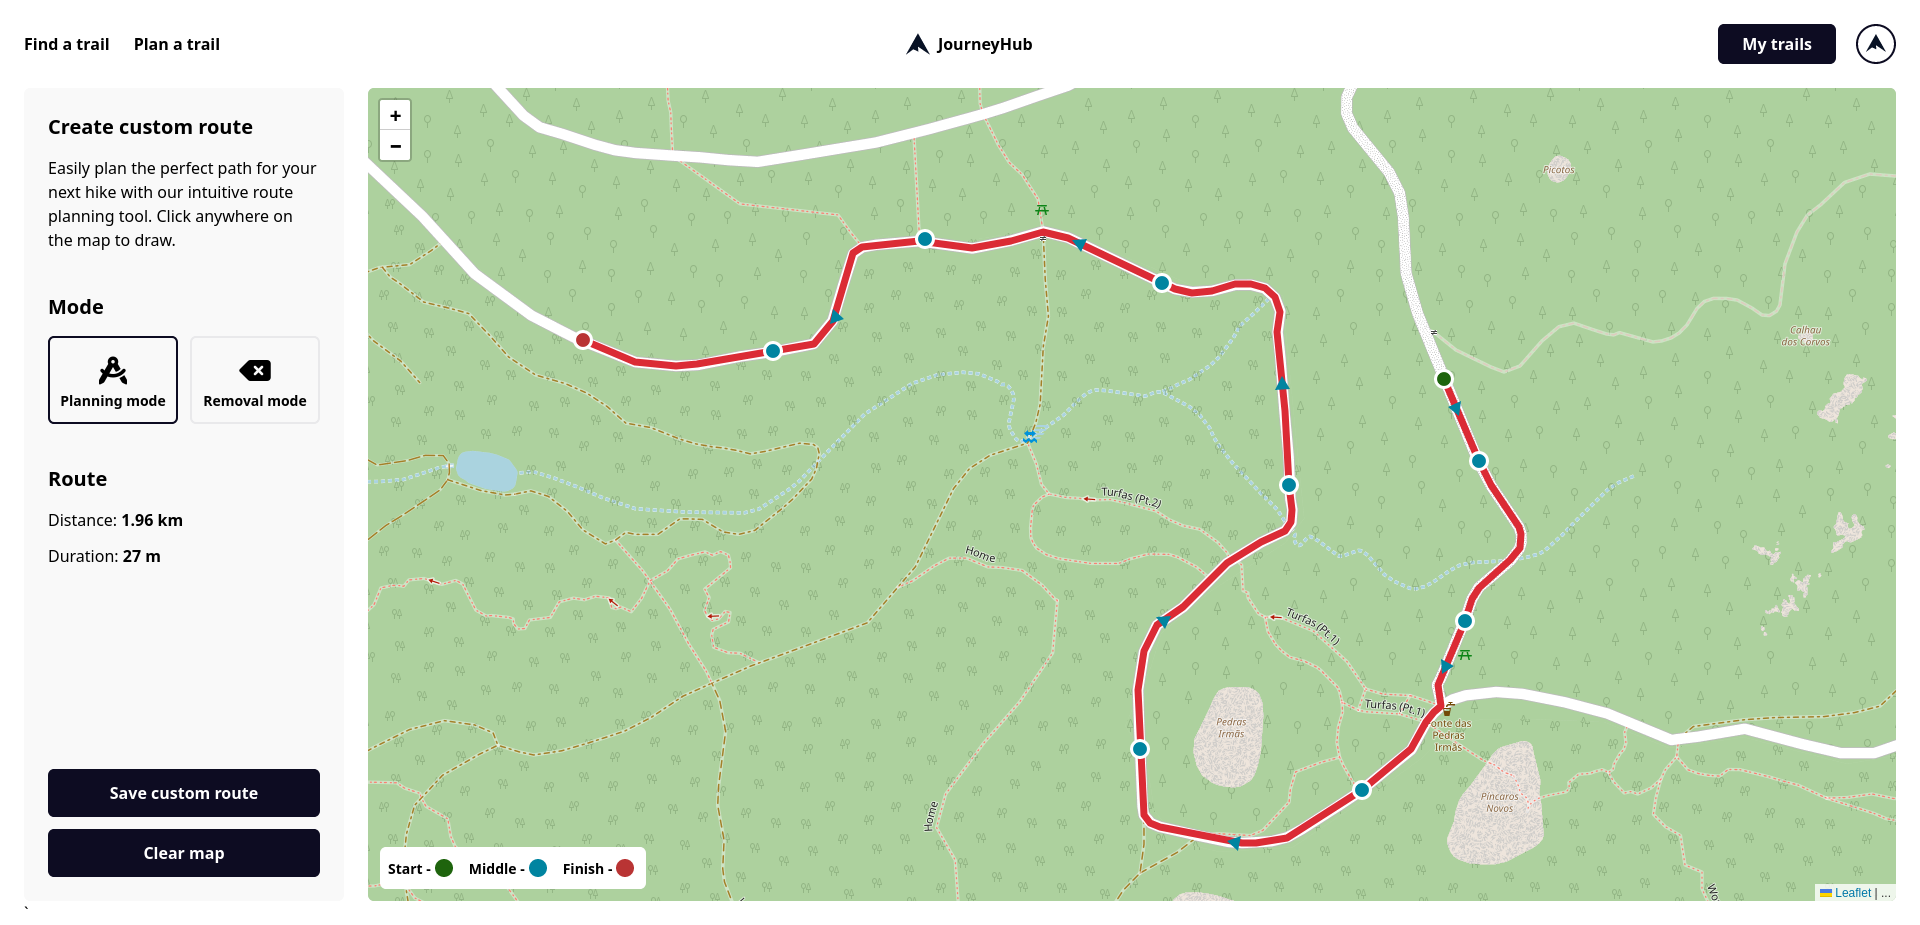 Find a trail
Plan a trail
JourneyHub
My trails
Create custom route
Easily plan the perfect path for your
next hike with our intuitive route
planning tool. Click anywhere on
the map to draw.
Mode
Planning mode
Removal mode
Route
Distance: 1.96 km
Duration: 27 m
Save custom route
Clear map
`
+
−
Picotos
Calhau
dos Corvos
Turfas (Pt.2)
Home
Turfas (Pt.1)
Turfas (Pt.1)
onte das
Pedras
Irmãs
Pedras
Irmãs
Pincaros
Novos
Home
Wo
Start -
Middle -
Finish -
Leaflet | ...